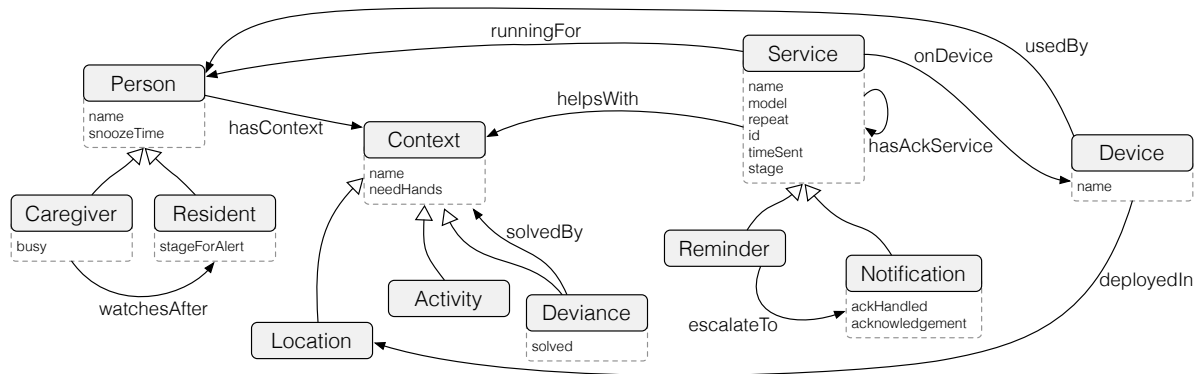 runningFor
usedBy
Service
onDevice
Person
name
snoozeTime
hasContext
helpsWith
name
model
repeat
id
timeSent
stage
hasAckService
Context
name
needHands
Device
name
Caregiver
busy
Resident
stageForAlert
watchesAfter
solvedBy
Reminder
Notification
ackHandled
acknowledgement
escalateTo
deployedIn
Activity
Deviance
solved
Location